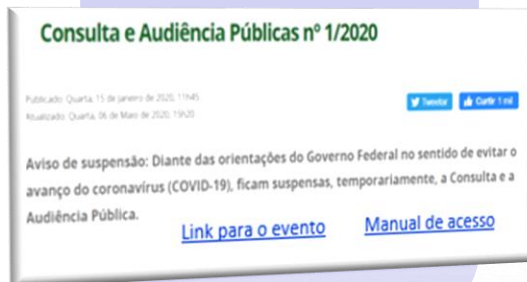 Consulta e Audiência Públicas nº 1/2020
Publicado: Quarta, 15 de Janeiro de 2020, 11h45
Atualizado: Quarta, 06 de Maio de 2020, 15h20
Tweetar Curtir 1 mil
Aviso de suspensão: Diante das orientações do Governo Federal no sentido de evitar o
avanço do coronavírus (COVID-19), ficam suspensas, temporariamente, a Consulta e a
Audiência Pública.
Link para o evento Manual de acesso